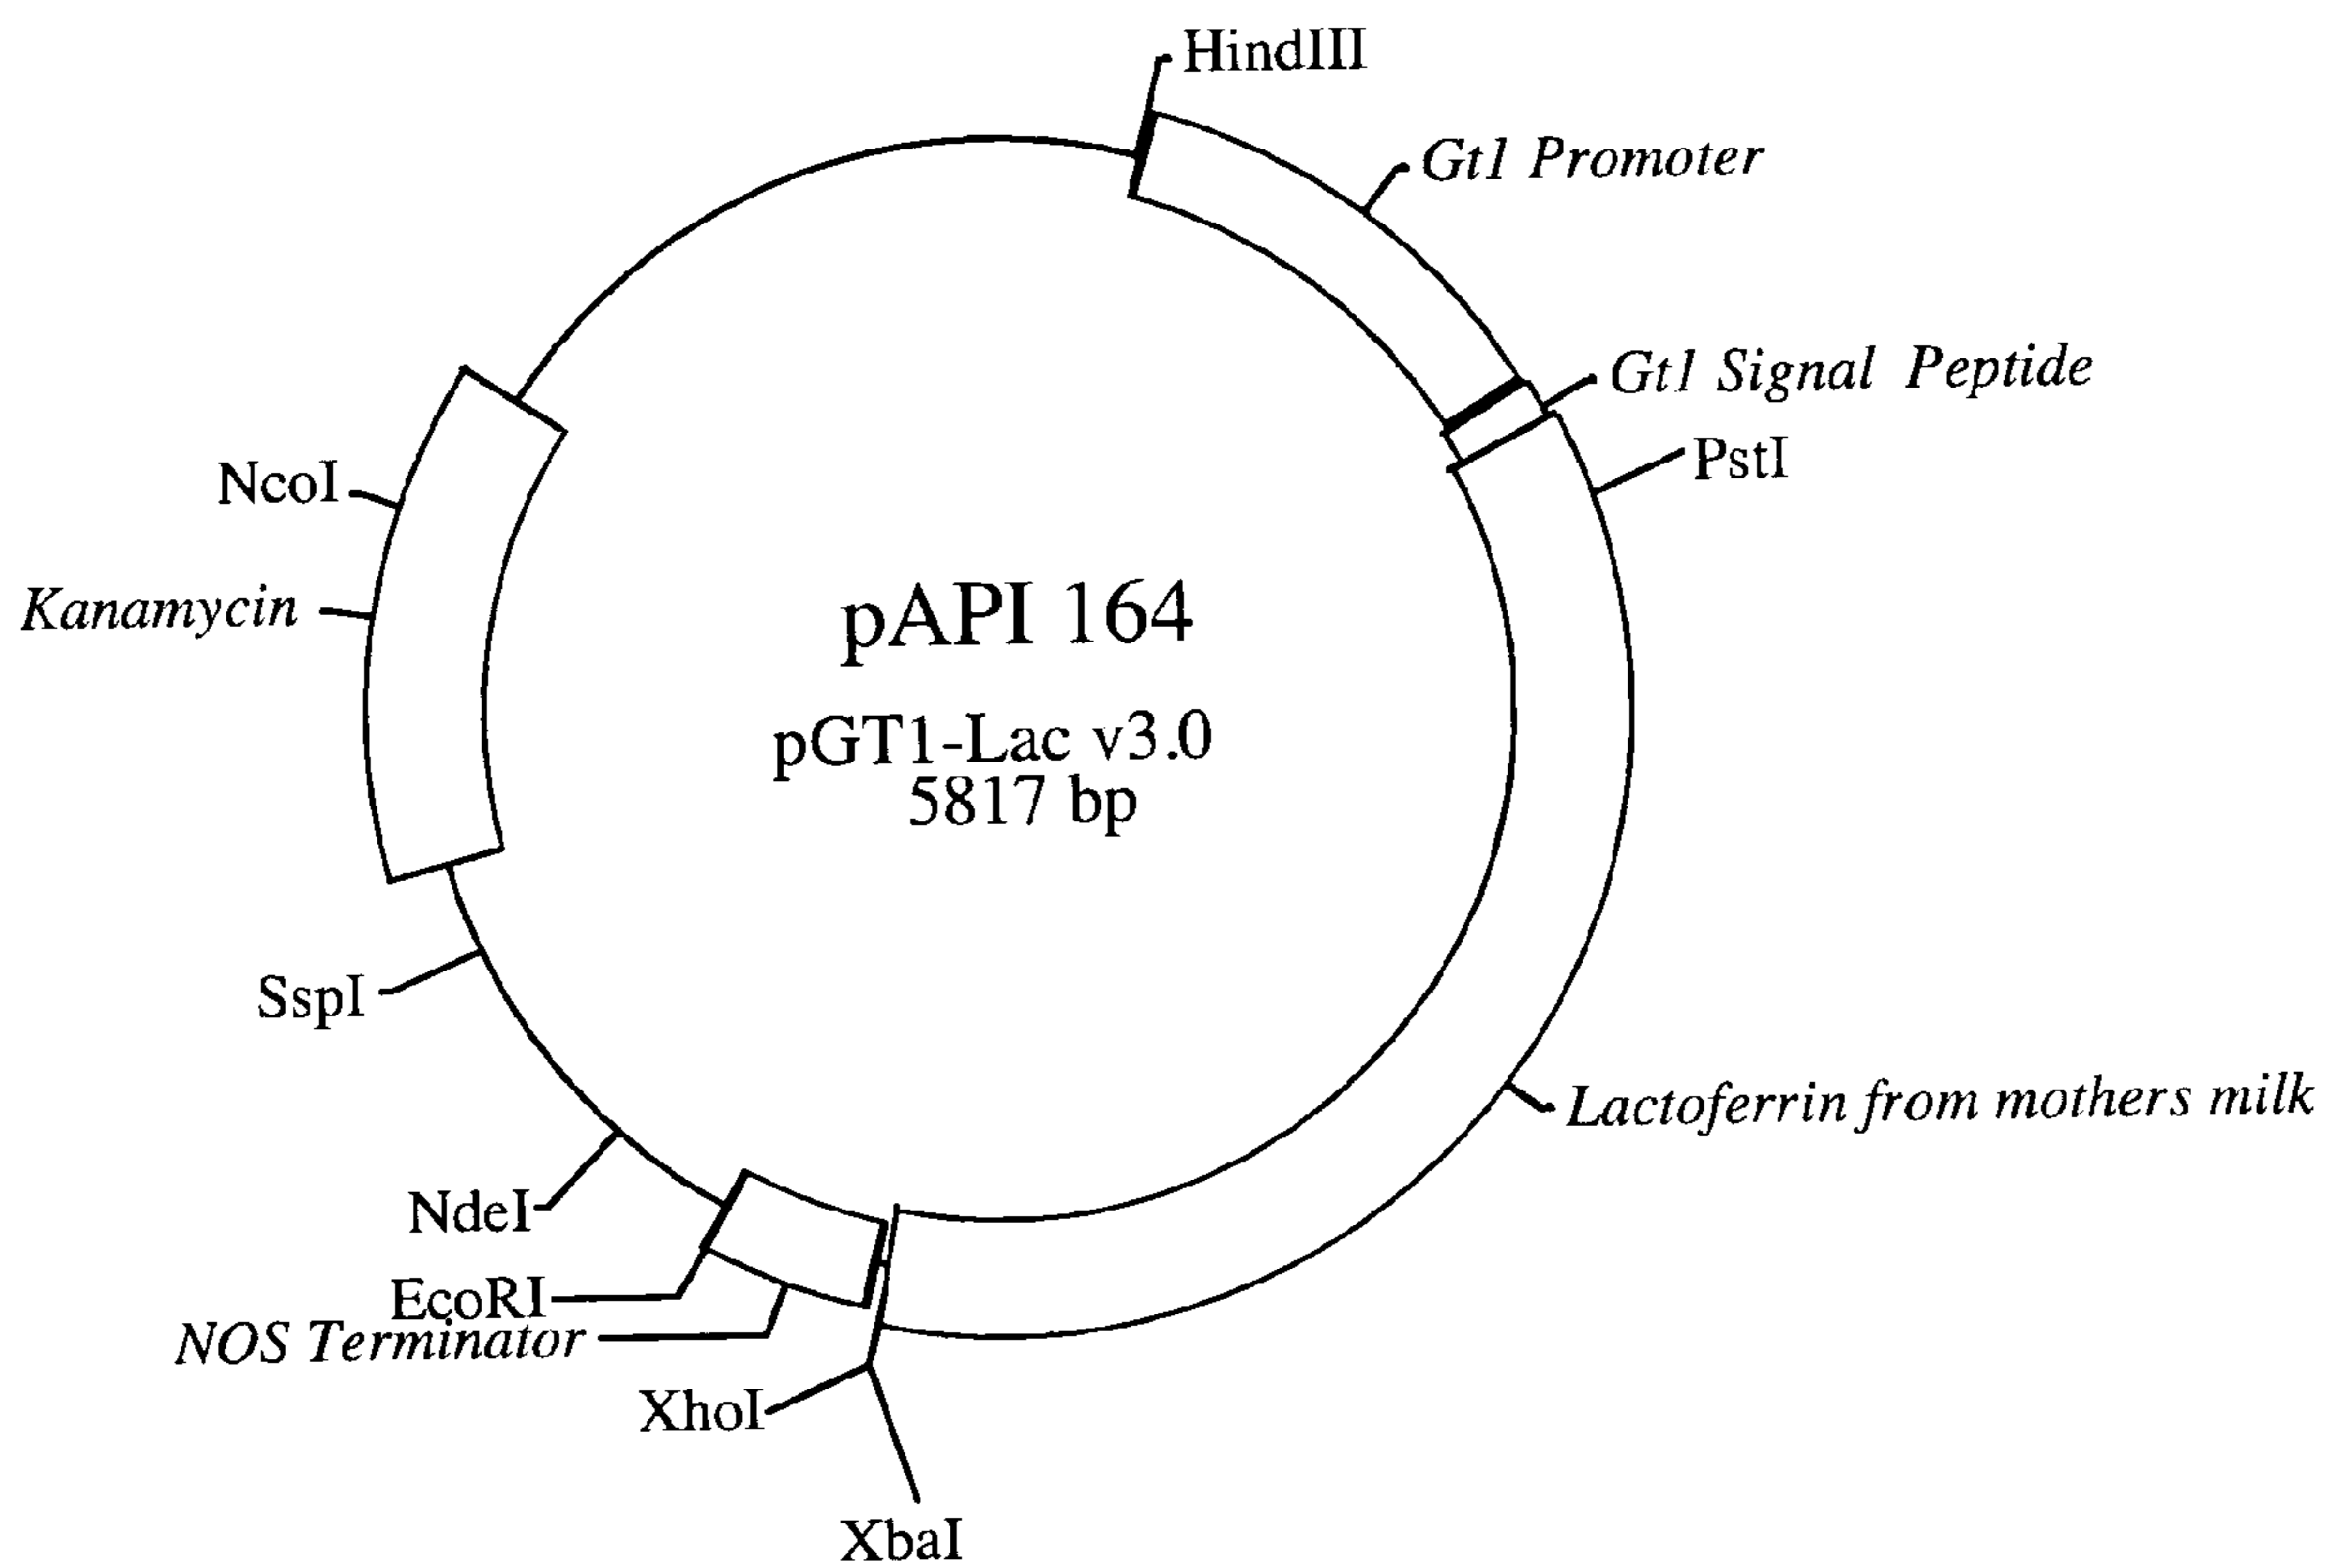 HindIII
Gt1 Promoter
Gt1 Signal Peptide
PstI
NcoI
Kanamycin
pAPI 164
pGT1-Lac v3.0
5817 bp
SspI
Lactoferrin from mothers milk
NdeI
EcoRI
NOS Terminator
XhoI
XbaI